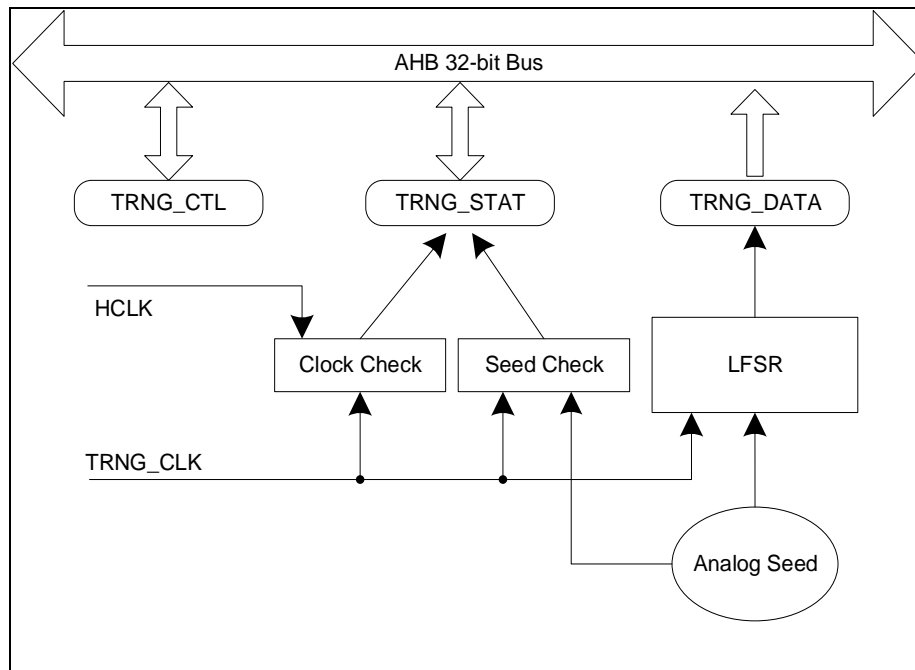 AHB 32-bit Bus
TRNG_CTL
TRNG_STAT
TRNG_DATA
HCLK
Clock Check
Seed Check
LFSR
TRNG_CLK
Analog Seed